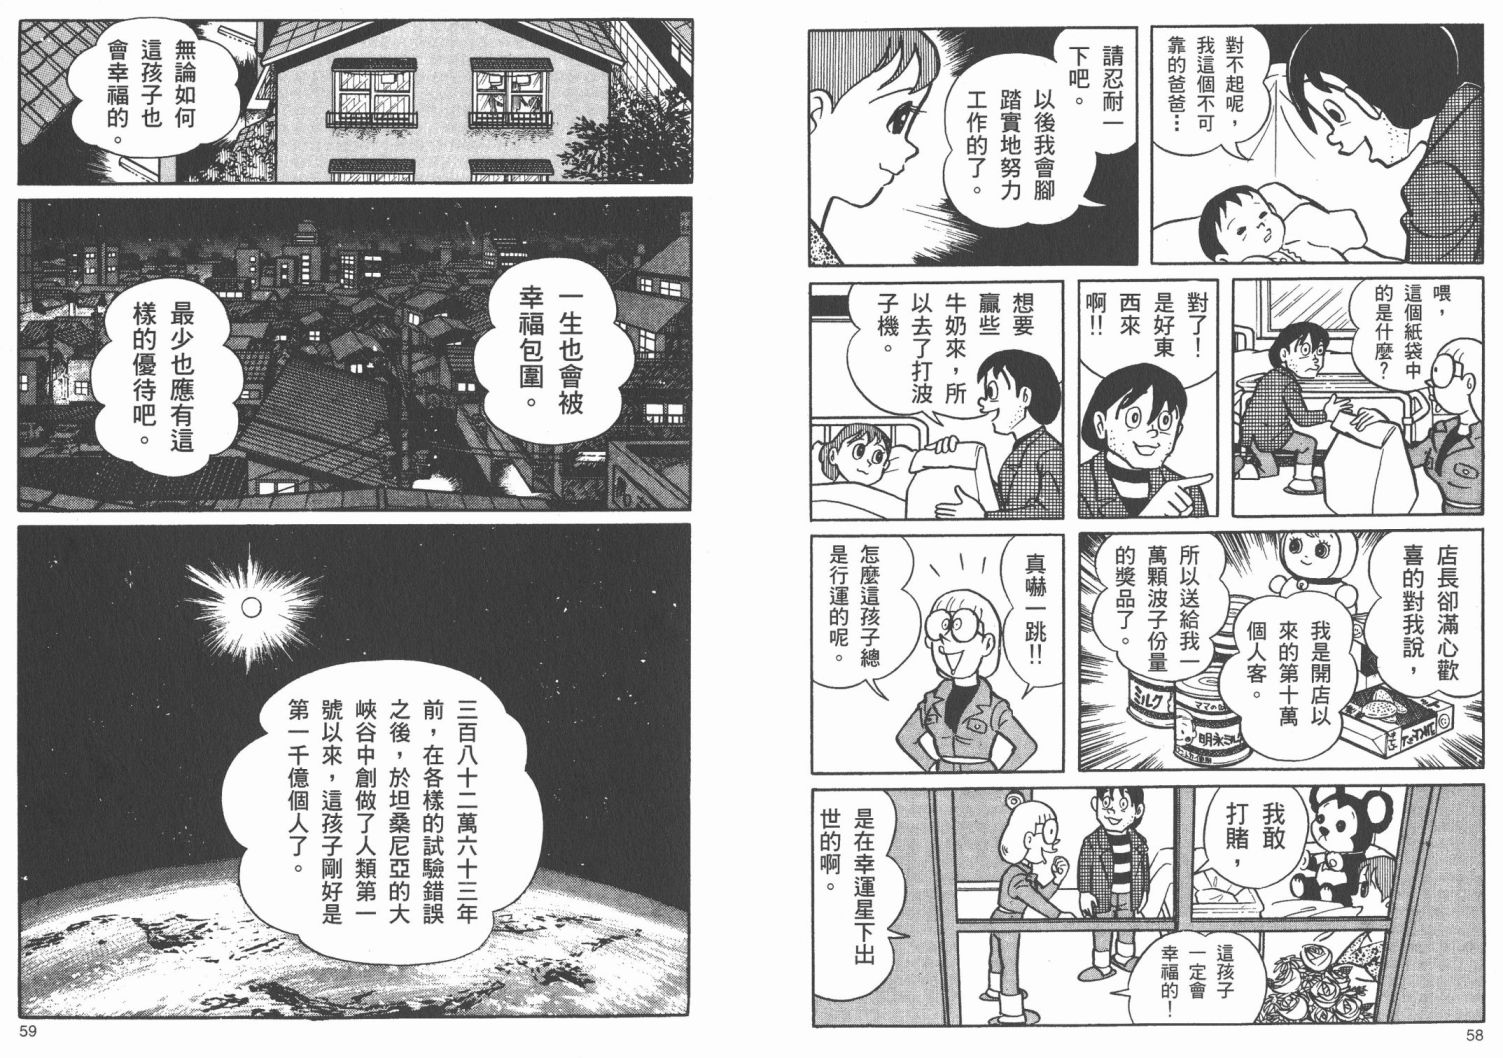 對不起呢，
我這個不可
靠的爸爸…
請忍耐一
下吧。
以後我會腳
踏實地努力
工作的了。
喂，
這個紙袋中
的是什麼？
對了！
是好東
西來
啊!!
想要
贏些
牛奶來，所
以去了打波
子機。
店長卻滿心歡
喜的對我說，
我是開店以
來的第十萬
個人客。
所以送給我一
萬顆波子份量
的獎品了。
ミルク
ママの
明永ミルク
真嚇一跳!!
怎麼這孩子總
是行運的呢。
我敢
打賭，
這孩子
一定會
幸福的！
是在幸運星下出
世的啊。
58
無論如何
這孩子也
會幸福的。
一生也會被
幸福包圍。
最少也應有這
樣的優待吧。
三百八十二萬六十三年
前，在各樣的試驗錯誤
之後，於坦桑尼亞的大
峽谷中創做了人類第一
號以來，這孩子剛好是
第一千億個人了。
59